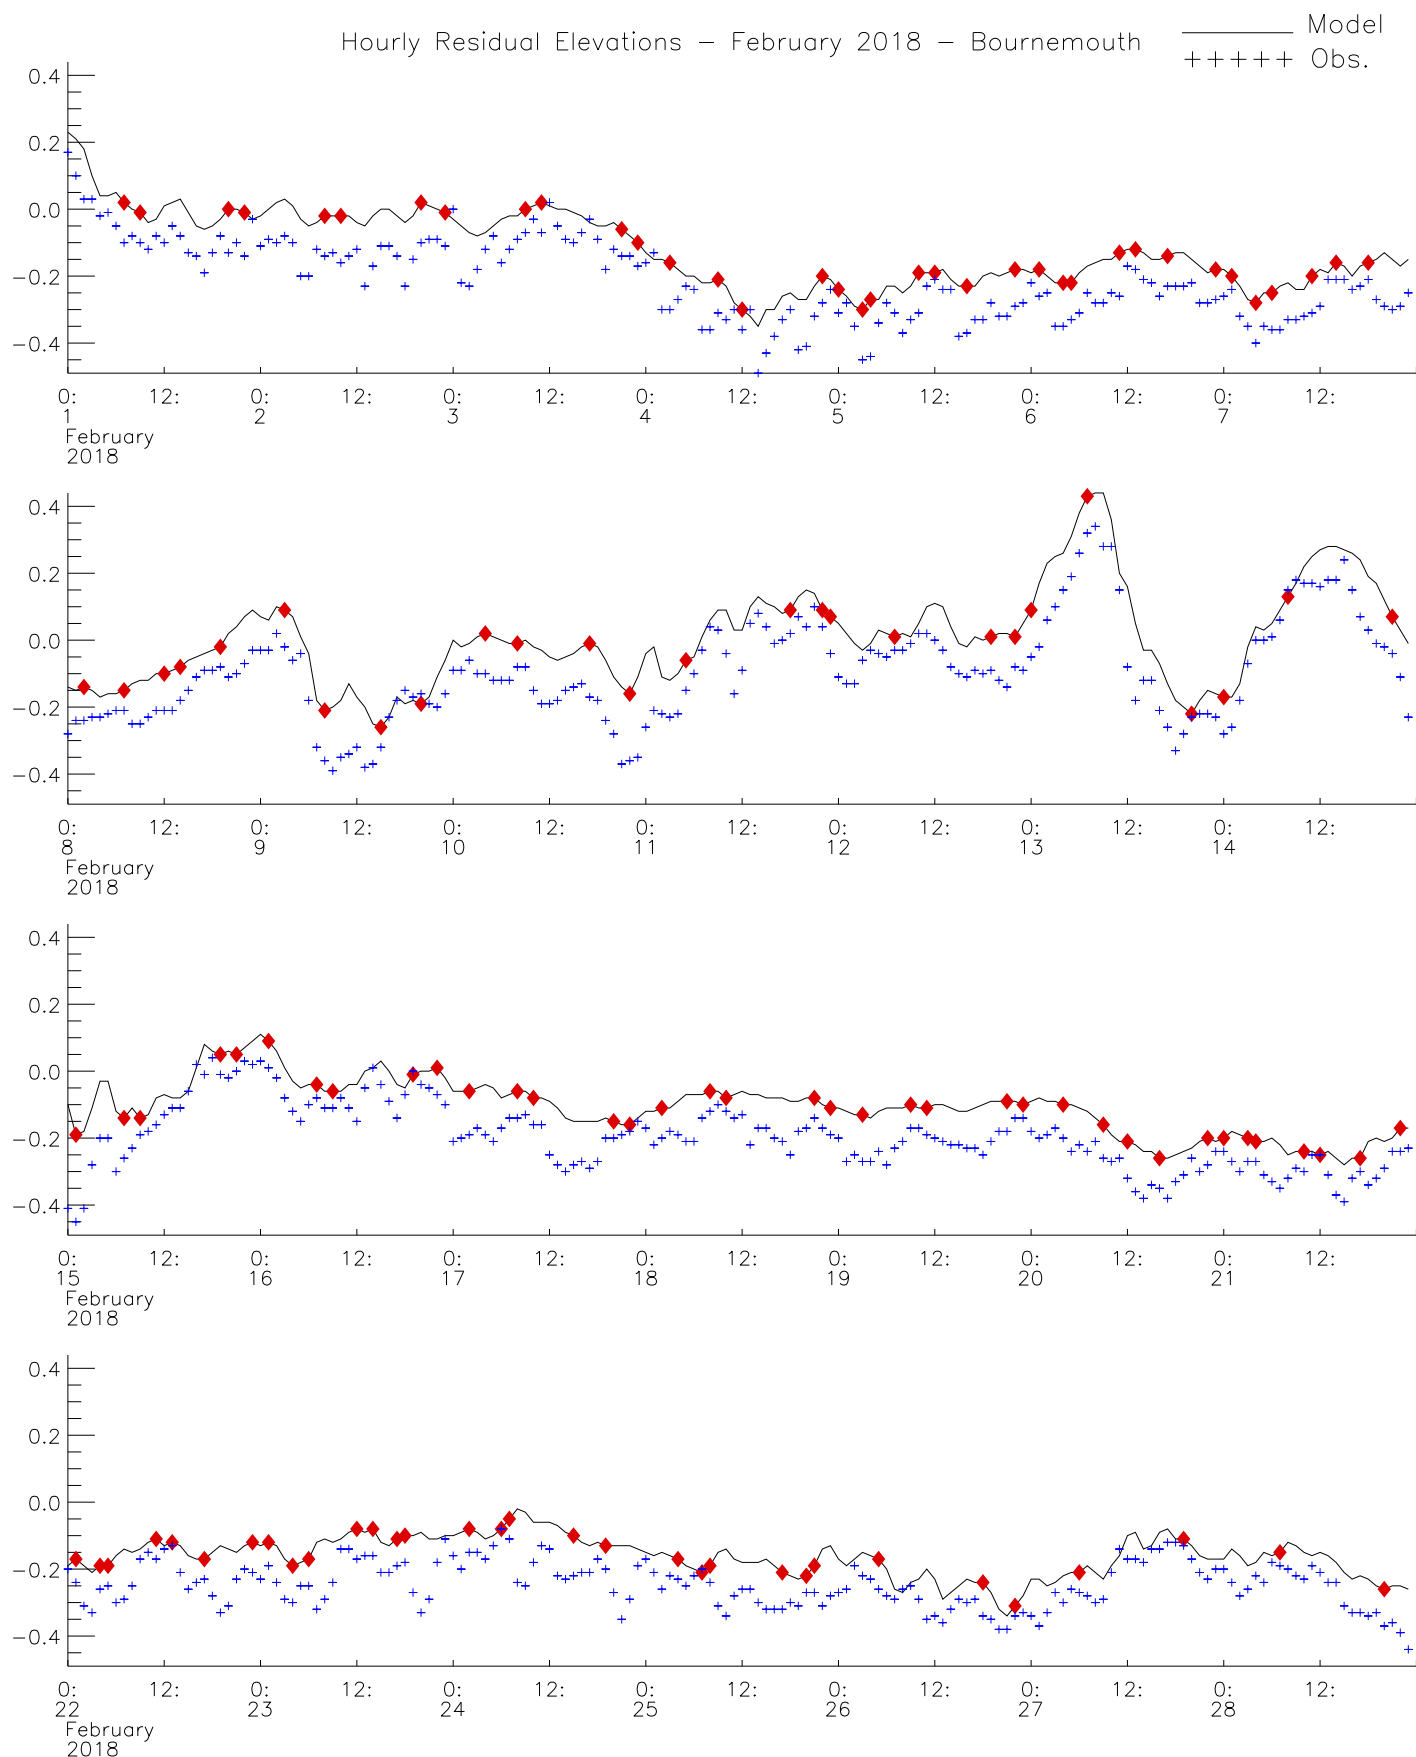 Hourly Residual Elevations – February 2018 – Bournemouth
Model
+++++ Obs.
0.4
0.2
0.0
−0.2
−0.4
0: 12: 0: 12: 0: 12: 0: 12: 0: 12: 0: 12: 0: 12:
1 2 3 4 5 6 7
February
2018
0.4
0.2
0.0
−0.2
−0.4
0: 12: 0: 12: 0: 12: 0: 12: 0: 12: 0: 12: 0: 12:
8 9 10 11 12 13 14
February
2018
0.4
0.2
0.0
−0.2
−0.4
0: 12: 0: 12: 0: 12: 0: 12: 0: 12: 0: 12: 0: 12:
15 16 17 18 19 20 21
February
2018
0.4
0.2
0.0
−0.2
−0.4
0: 12: 0: 12: 0: 12: 0: 12: 0: 12: 0: 12: 0: 12:
22 23 24 25 26 27 28
February
2018